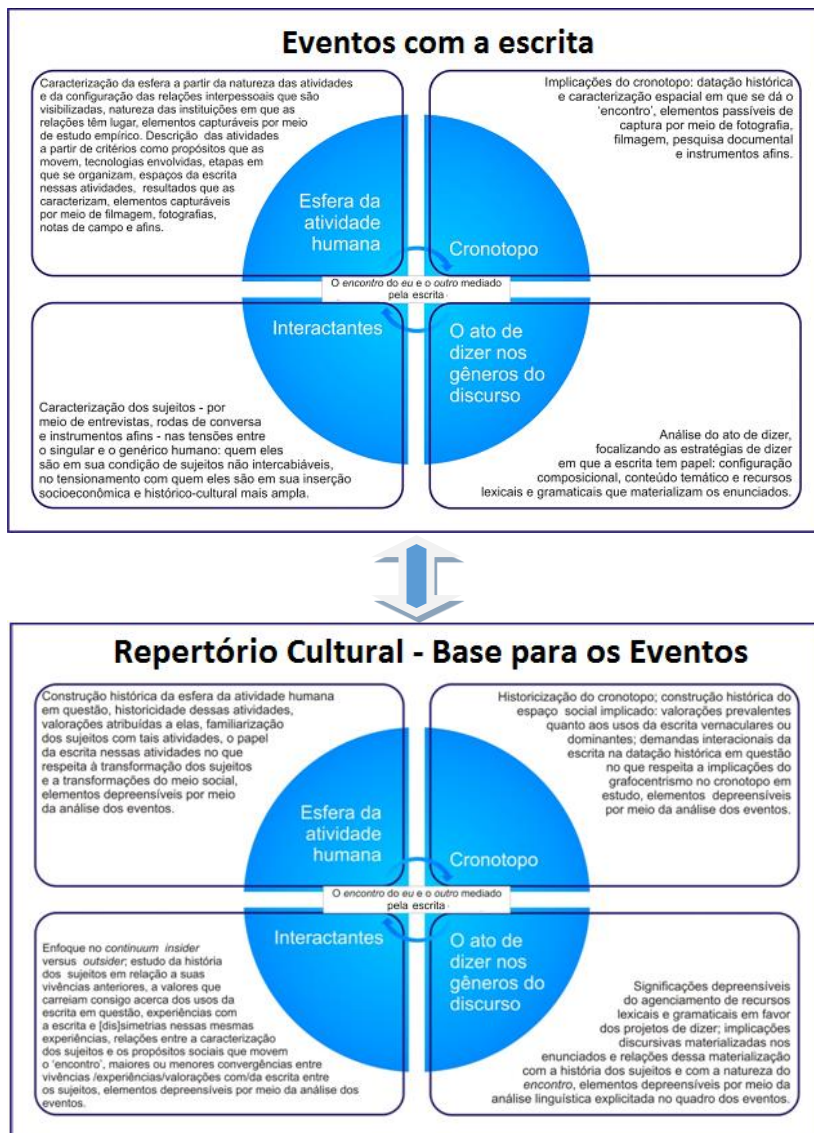 Eventos com a escrita
Caracterização da esfera a partir da natureza das atividades
e da configuração das relações interpessoais que são
visibilizadas, natureza das instituições em que as
relações têm lugar, elementos capturáveis por meio
de estudo empírico. Descrição das atividades
a partir de critérios como propósitos que as
movem, tecnologias envolvidas, etapas em
que se organizam, espaços da escrita
nessas atividades, resultados que as
caracterizam, elementos capturáveis
por meio de filmagem, fotografias,
notas de campo e afins.
Implicações do cronotopo: datação histórica
e caracterização espacial em que se dá o
‘encontro’, elementos passíveis de
captura por meio de fotografia,
filmagem, pesquisa documental
e instrumentos afins.
Esfera da
atividade
humana
Cronotopo
O encontro do eu e o outro mediado
pela escrita
Interactantes
O ato de
dizer nos
gêneros do
discurso
Caracterização dos sujeitos - por
meio de entrevistas, rodas de conversa
e instrumentos afins - nas tensões entre
o singular e o genérico humano: quem eles
são em sua condição de sujeitos não intercabiáveis,
no tensionamento com quem eles são em sua inserção
socioeconômica e histórico-cultural mais ampla.
Análise do ato de dizer,
focalizando as estratégias de dizer
em que a escrita tem papel: configuração
composicional, conteúdo temático e recursos
lexicais e gramaticais que materializam os enunciados.
Repertório Cultural - Base para os Eventos
Construção histórica da esfera da atividade humana
em questão, historicidade dessas atividades,
valorações atribuídas a elas, familiarização
dos sujeitos com tais atividades, o papel
da escrita nessas atividades no que
respeita à transformação dos sujeitos
e a transformações do meio social,
elementos depreensíveis por meio
da análise dos eventos.
Historicização do cronotopo; construção histórica do
espaço social implicado: valorações prevalentes
quanto aos usos da escrita vernaculares ou
dominantes; demandas interacionais da
escrita na datação histórica em questão
no que respeita a implicações do
grafocentrismo no cronotopo em
estudo, elementos depreensíveis
por meio da análise dos eventos.
Esfera da
atividade
humana
Cronotopo
O encontro do eu e o outro mediado
pela escrita
Interactantes
O ato de
dizer nos
gêneros do
discurso
Enfoque no continuum insider
versus outsider; estudo da história
dos sujeitos em relação a suas
vivências anteriores, a valores que
carreiam consigo acerca dos usos da
escrita em questão, experiências com
a escrita e [dis]simetrias nessas mesmas
experiências, relações entre a caracterização
dos sujeitos e os propósitos sociais que movem
o ‘encontro’, maiores ou menores convergências entre
vivências /experiências/valorações com/da escrita entre
os sujeitos, elementos depreensíveis por meio da análise dos
eventos.
Significações depreensíveis
do agenciamento de recursos
lexicais e gramaticais em favor
dos projetos de dizer; implicações
discursivas materializadas nos
enunciados e relações dessa materialização
com a história dos sujeitos e com a natureza do
encontro, elementos depreensíveis por meio da
análise linguística explicitada no quadro dos eventos.